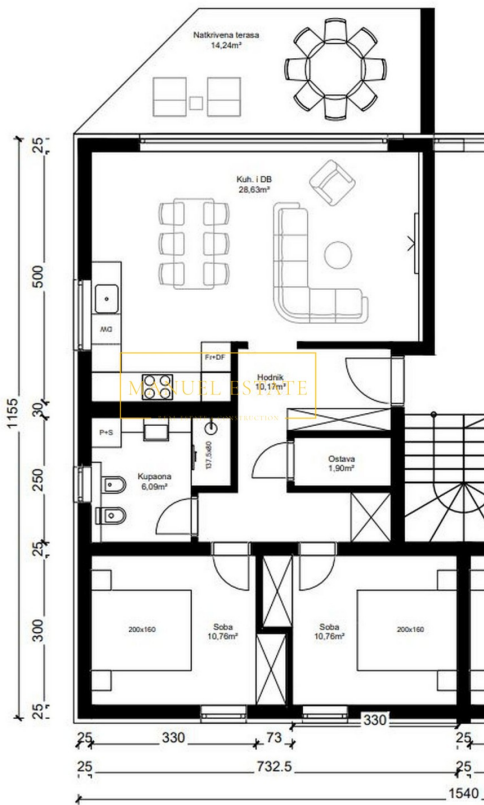 Natkrivena terasa
14,24m²
25
Kuh. i DB
28,63m²
500
DW
Fr+DF
Hodnik
10,17m²
MANUEL ESTATE
30
1155
P+S
137,5x80
Ostava
1,90m²
250
Kupaona
6,09m²
25
300
200x160
Soba
10,76m²
Soba
10,76m²
200x160
25
330
25
330
73
25
25
732.5
25
1540